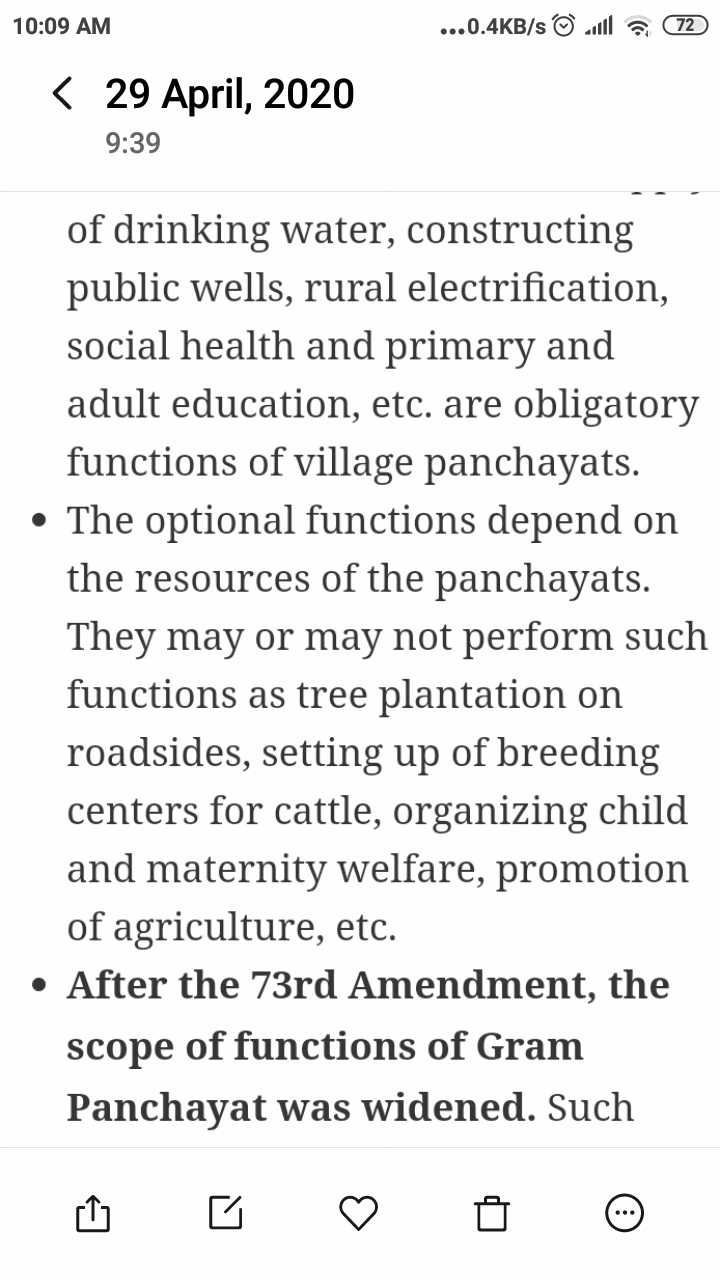 10:09 AM
...0.4KB/s
72
29 April, 2020
9:39
of drinking water, constructing
public wells, rural electrification,
social health and primary and
adult education, etc. are obligatory
functions of village panchayats.
• The optional functions depend on
the resources of the panchayats.
They may or may not perform such
functions as tree plantation on
roadsides, setting up of breeding
centers for cattle, organizing child
and maternity welfare, promotion
of agriculture, etc.
• After the 73rd Amendment, the
scope of functions of Gram
Panchayat was widened. Such